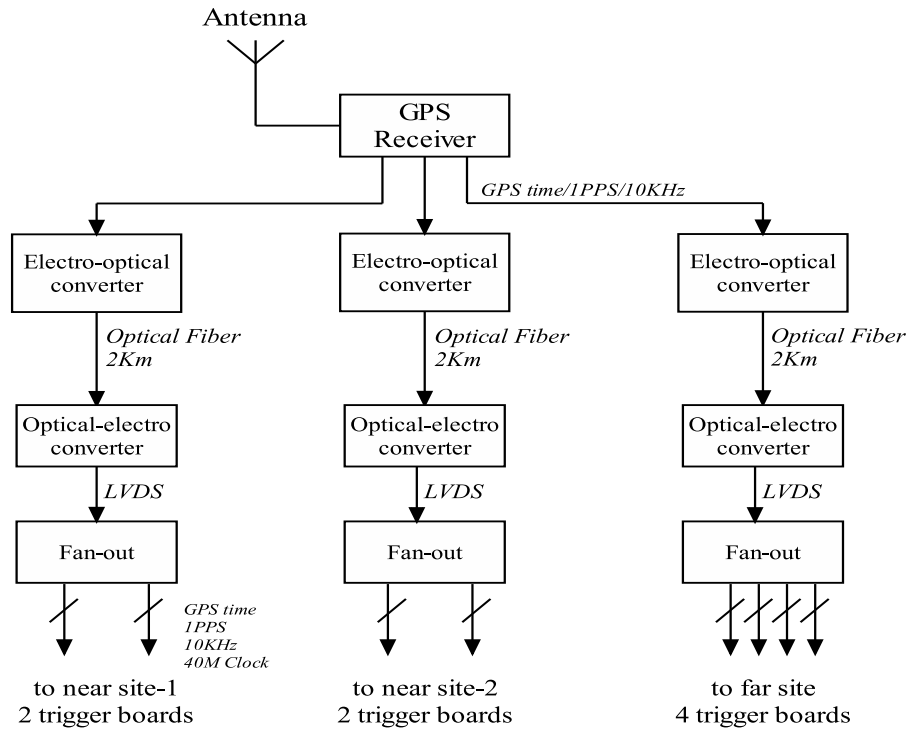 Antenna
GPS
Receiver
GPS time/1PPS/10KHz
Electro-optical
converter
Electro-optical
converter
Electro-optical
converter
Optical Fiber
2Km
Optical Fiber
2Km
Optical Fiber
2Km
Optical-electro
converter
Optical-electro
converter
Optical-electro
converter
LVDS
LVDS
LVDS
Fan-out
Fan-out
Fan-out
GPS time
1PPS
10KHz
40M Clock
to near site-1
2 trigger boards
to near site-2
2 trigger boards
to far site
4 trigger boards